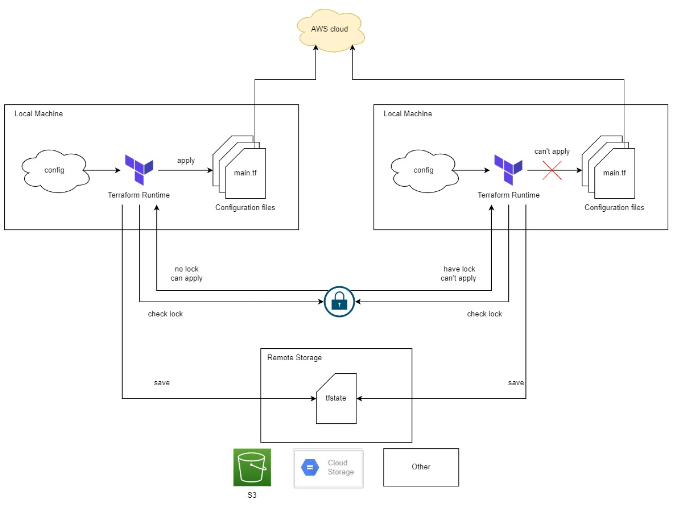 AWS cloud
Local Machine
config
Terraform Runtime
apply
main.tf
Configuration files
Local Machine
config
Terraform Runtime
can't apply
main.tf
Configuration files
no lock
can apply
have lock
can't apply
check lock
check lock
save
save
Remote Storage
tfstate
S3
Cloud
Storage
Other